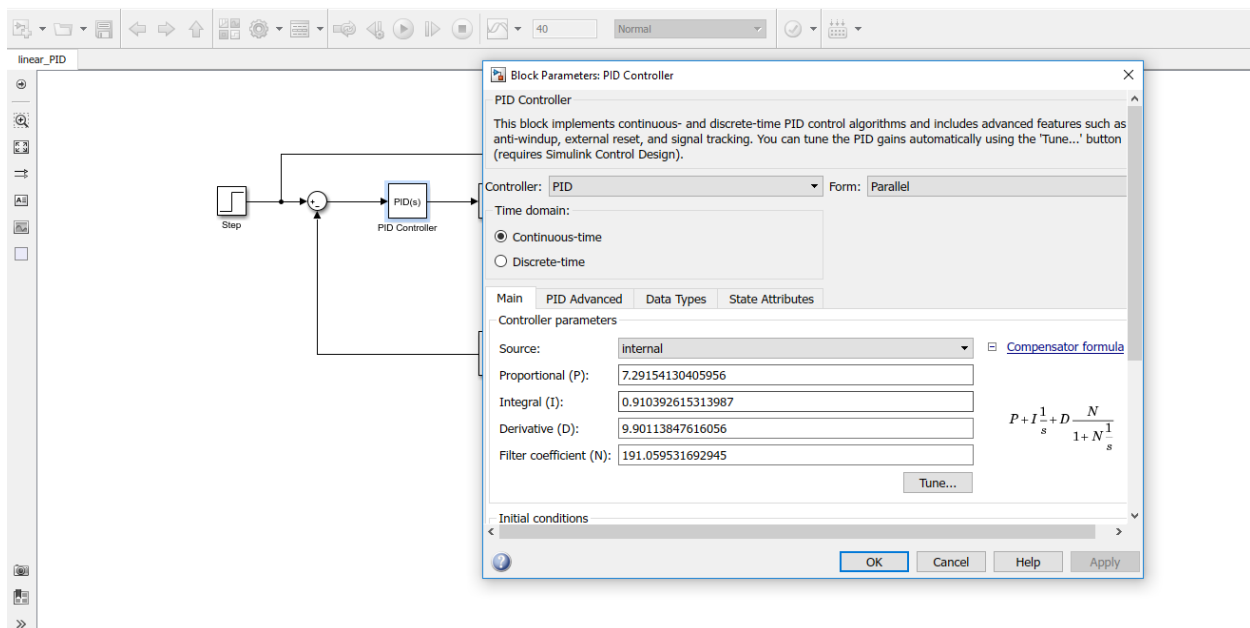 40
Normal
linear_PID
Step
PID(s)
PID Controller
Block Parameters: PID Controller
PID Controller
This block implements continuous- and discrete-time PID control algorithms and includes advanced features such as
anti-windup, external reset, and signal tracking. You can tune the PID gains automatically using the 'Tune...' button
(requires Simulink Control Design).
Controller: PID Form: Parallel
Time domain:
Continuous-time
Discrete-time
Main PID Advanced Data Types State Attributes
Controller parameters
Source: internal Compensator formula
Proportional (P): 7.29154130405956
Integral (I): 0.910392615313987
Derivative (D): 9.90113847616056
Filter coefficient (N): 191.059531692945
P+I 1/s +D N/(1+N 1/s)
Tune...
Initial conditions
OK Cancel Help Apply